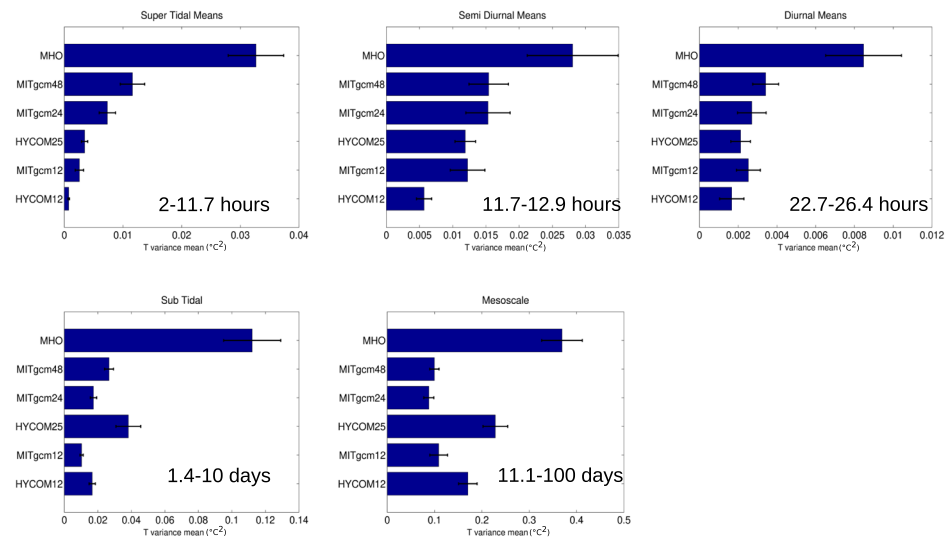 Super Tidal Means
MHO
MITgcm48
MITgcm24
HYCOM25
MITgcm12
HYCOM12
2-11.7 hours
0 0.01 0.02 0.03 0.04
T variance mean (°C²)
Semi Diurnal Means
MHO
MITgcm48
MITgcm24
HYCOM25
MITgcm12
HYCOM12
11.7-12.9 hours
0 0.005 0.01 0.015 0.02 0.025 0.03 0.035
T variance mean (°C²)
Diurnal Means
MHO
MITgcm48
MITgcm24
HYCOM25
MITgcm12
HYCOM12
22.7-26.4 hours
0 0.002 0.004 0.006 0.008 0.01 0.012
T variance mean (°C²)
Sub Tidal
MHO
MITgcm48
MITgcm24
HYCOM25
MITgcm12
HYCOM12
1.4-10 days
0 0.02 0.04 0.06 0.08 0.1 0.12 0.14
T variance mean (°C²)
Mesoscale
MHO
MITgcm48
MITgcm24
HYCOM25
MITgcm12
HYCOM12
11.1-100 days
0 0.1 0.2 0.3 0.4 0.5
T variance mean (°C²)